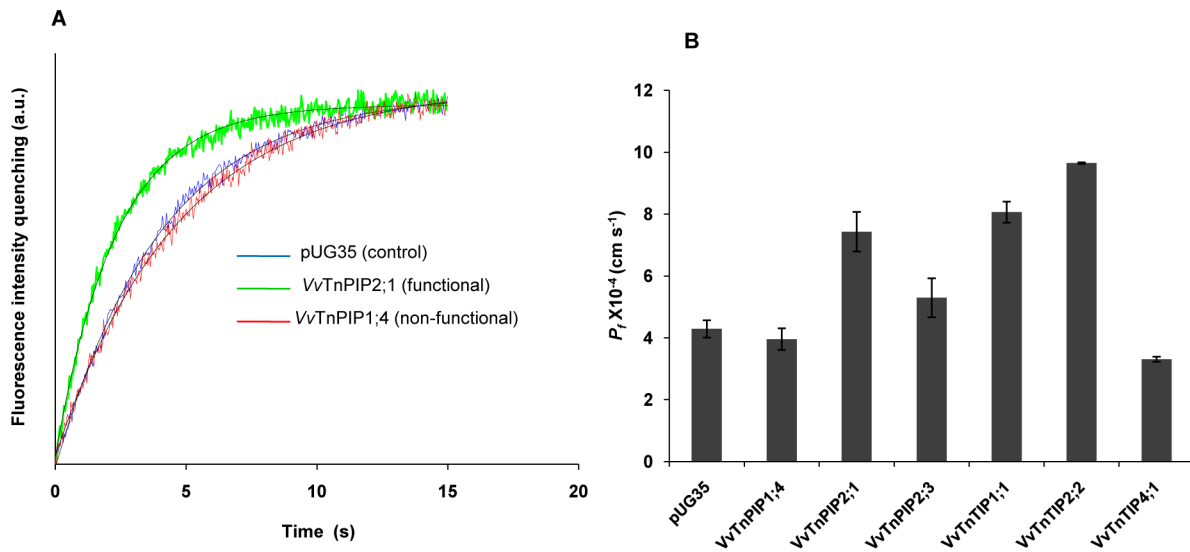 A
Fluorescence intensity quenching (a.u.)
pUG35 (control)
VvTnPIP2;1 (functional)
VvTnPIP1;4 (non-functional)
0 5 10 15 20
Time (s)
B
Pf X10-4 (cm s-1)
12
10
8
6
4
2
0
pUG35
VvTnPIP1;4
VvTnPIP2;1
VvTnPIP2;3
VvTnTIP1;1
VvTnTIP2;2
VvTnTIP4;1